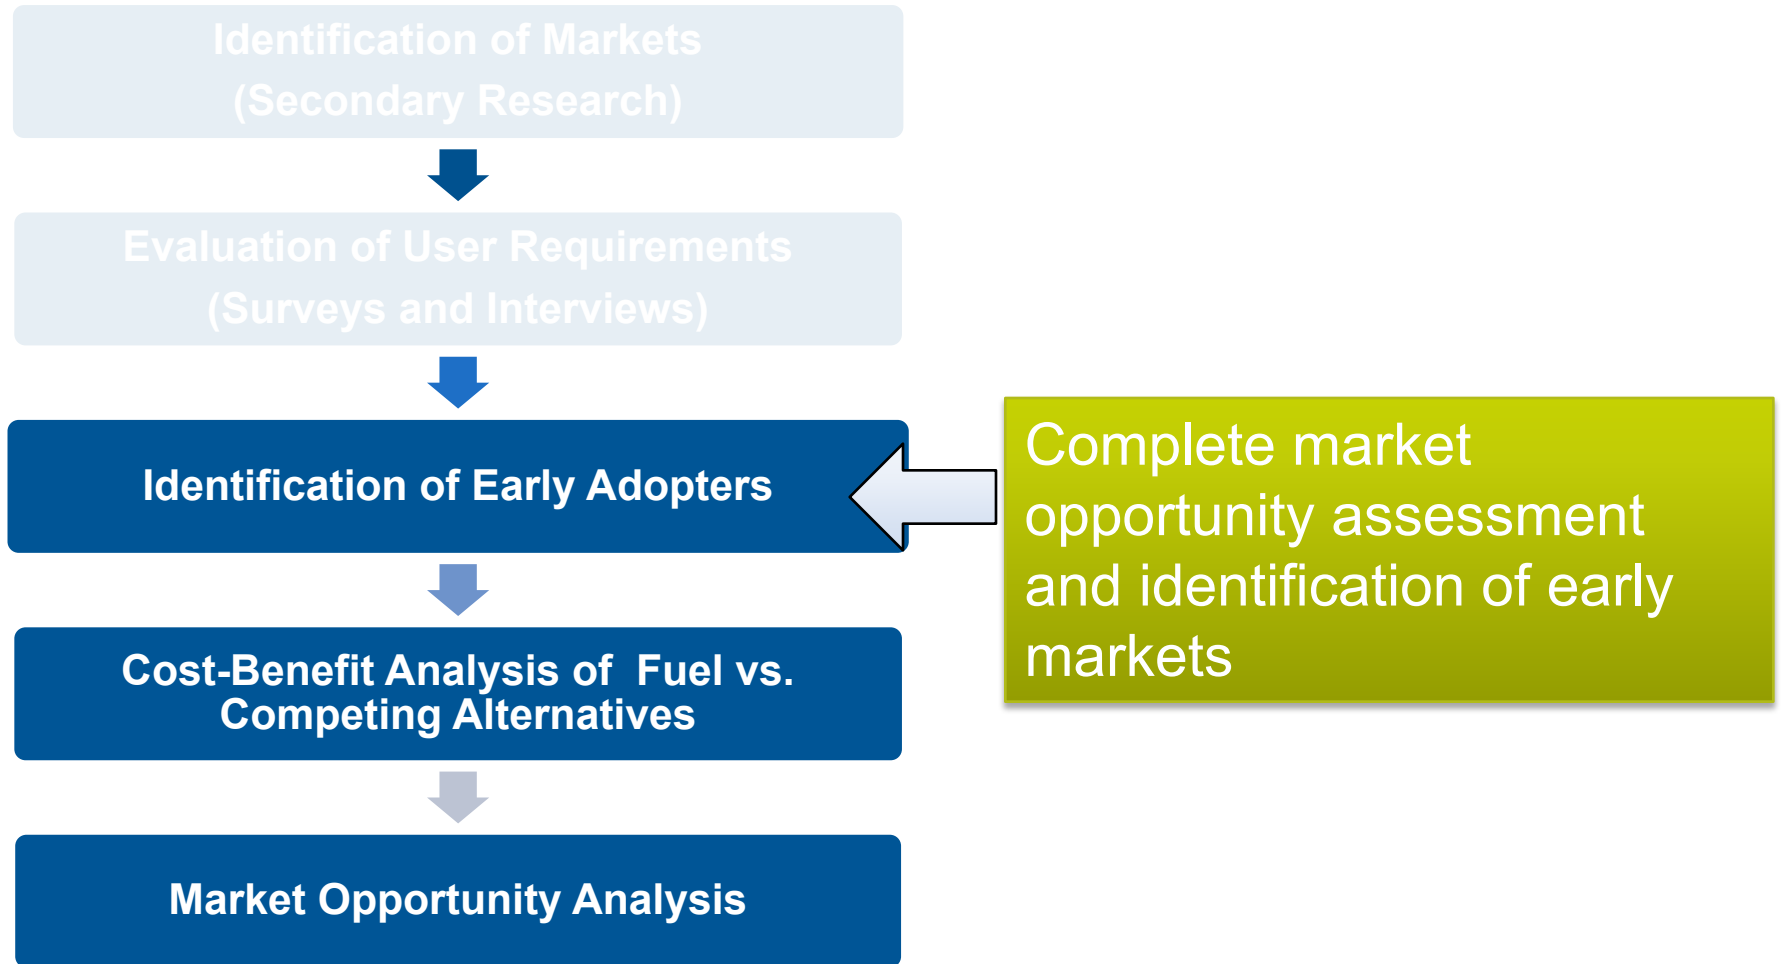 Identification of Markets
(Secondary Research)
Evaluation of User Requirements
(Surveys and Interviews)
Identification of Early Adopters
Complete market
opportunity assessment
and identification of early
markets
Cost-Benefit Analysis of  Fuel vs.
Competing Alternatives
Market Opportunity Analysis